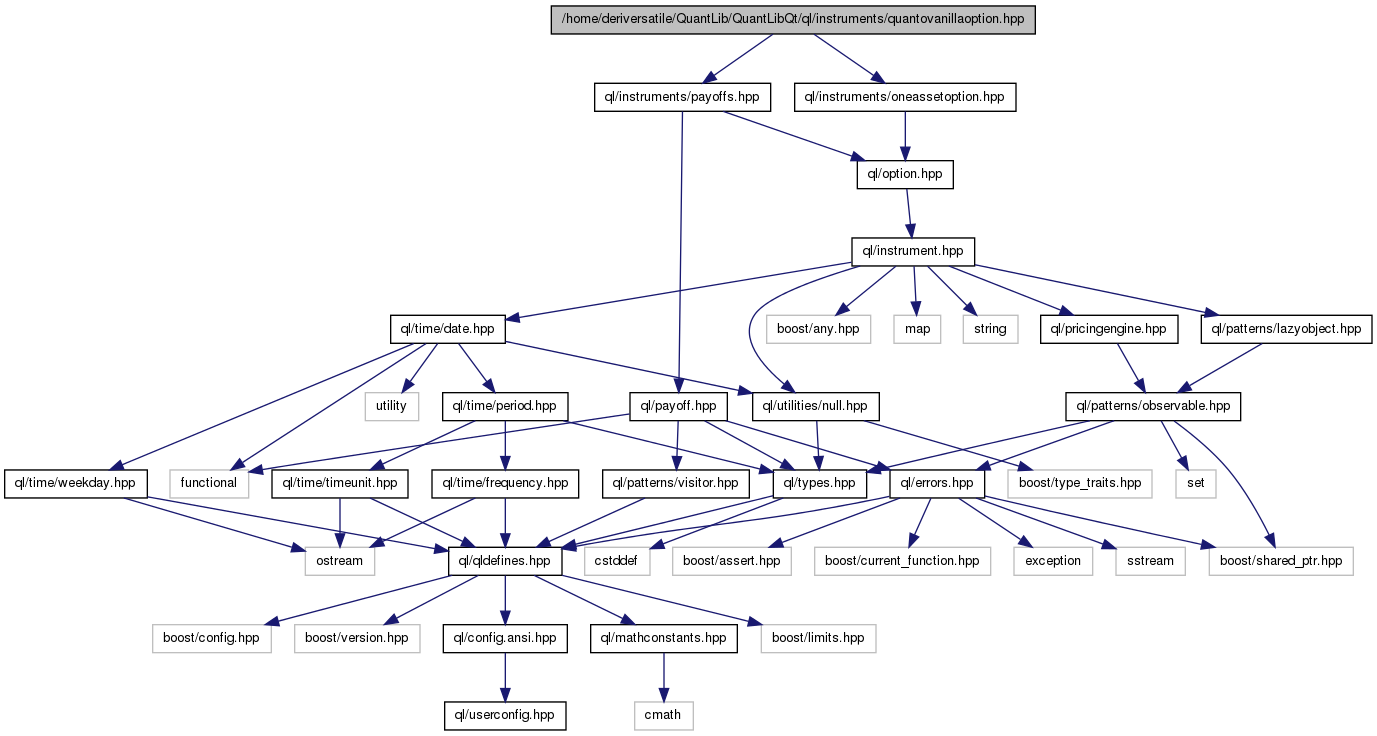 /home/deriversatile/QuantLib/QuantLibQt/ql/instruments/quantovanillaoption.hpp
ql/instruments/payoffs.hpp
ql/instruments/oneassetoption.hpp
ql/option.hpp
ql/instrument.hpp
ql/time/date.hpp
boost/any.hpp
map
string
ql/pricingengine.hpp
ql/patterns/lazyobject.hpp
utility
ql/time/period.hpp
ql/payoff.hpp
ql/utilities/null.hpp
ql/patterns/observable.hpp
ql/time/weekday.hpp
functional
ql/time/timeunit.hpp
ql/time/frequency.hpp
ql/patterns/visitor.hpp
ql/types.hpp
ql/errors.hpp
boost/type_traits.hpp
set
ostream
ql/qldefines.hpp
cstddef
boost/assert.hpp
boost/current_function.hpp
exception
sstream
boost/shared_ptr.hpp
boost/config.hpp
boost/version.hpp
ql/config.ansi.hpp
ql/mathconstants.hpp
boost/limits.hpp
ql/userconfig.hpp
cmath